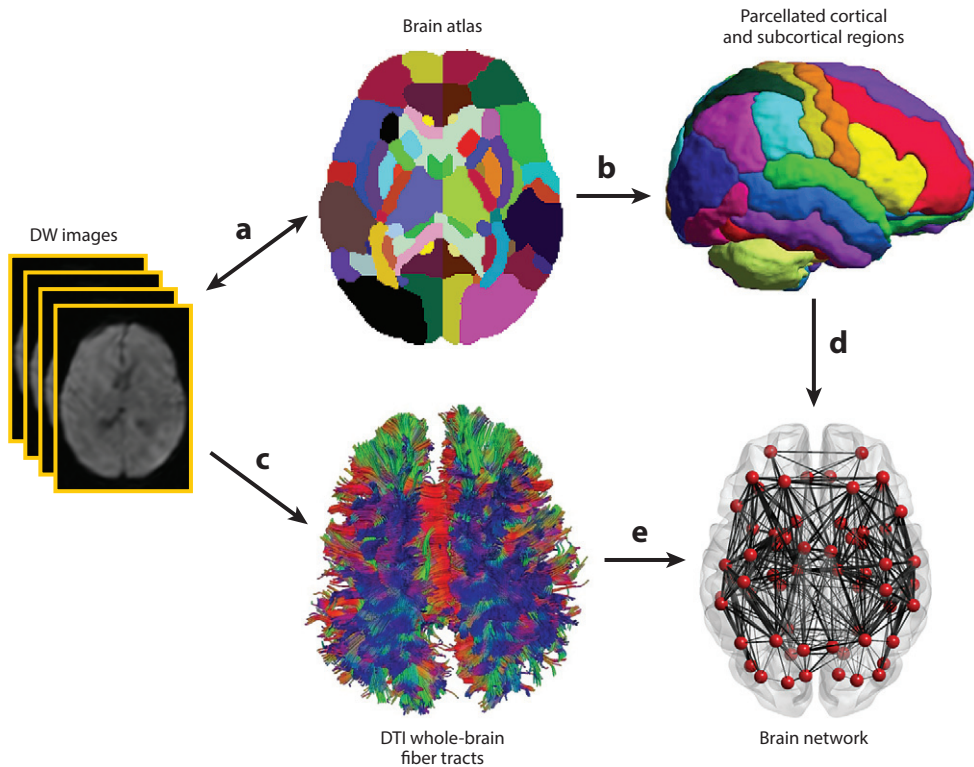 Brain atlas
Parcellated cortical
and subcortical regions
b
a
DW images
d
c
e
DTI whole-brain
fiber tracts
Brain network